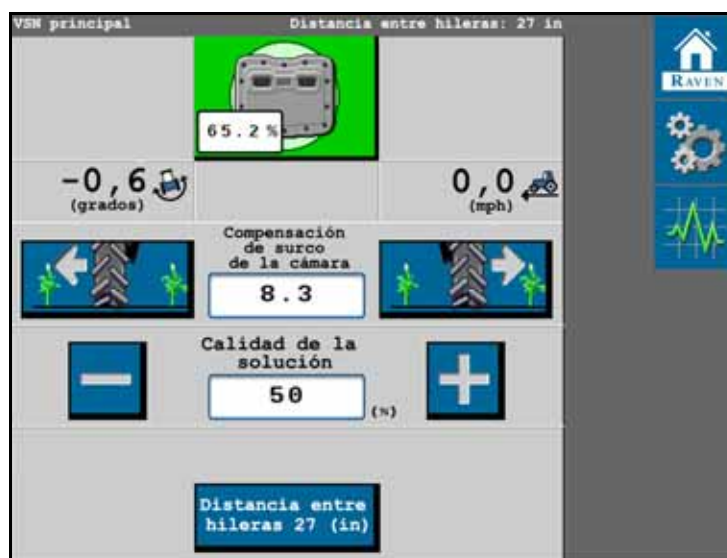 VSN principal Distancia entre hileras: 27 in
RAVEN
65.2 %
-0,6
(grados)
0,0
(mph)
Compensación
de surco
de la cámara
8.3
Calidad de la
solución
50
(%)
Distancia entre
hileras 27 (in)